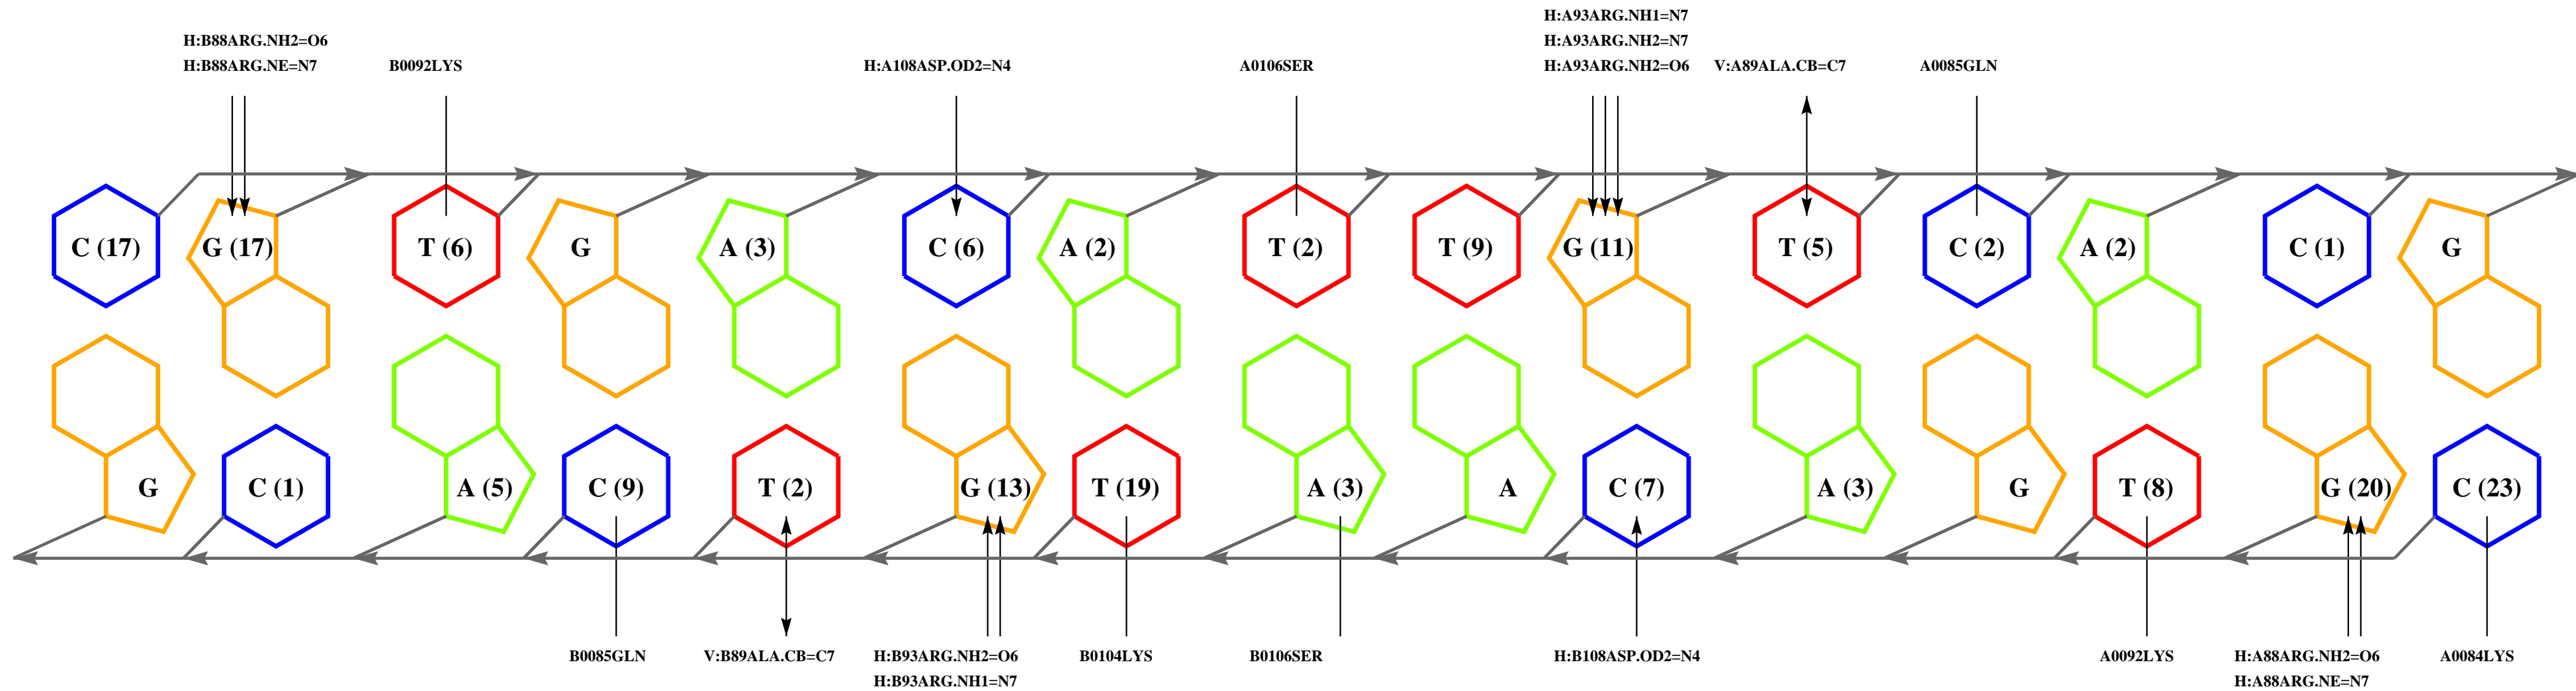 H:A93ARG.NH1=N7
H:B88ARG.NH2=O6 H:A93ARG.NH2=N7
H:B88ARG.NE=N7 B0092LYS H:A108ASP.OD2=N4 A0106SER H:A93ARG.NH2=O6 V:A89ALA.CB=C7 A0085GLN
C (17) G (17) T (6) G A (3) C (6) A (2) T (2) T (9) G (11) T (5) C (2) A (2) C (1) G
G C (1) A (5) C (9) T (2) G (13) T (19) A (3) A C (7) A (3) G T (8) G (20) C (23)
B0085GLN V:B89ALA.CB=C7 H:B93ARG.NH2=O6 B0104LYS B0106SER H:B108ASP.OD2=N4 A0092LYS H:A88ARG.NH2=O6 A0084LYS
H:B93ARG.NH1=N7 H:A88ARG.NE=N7